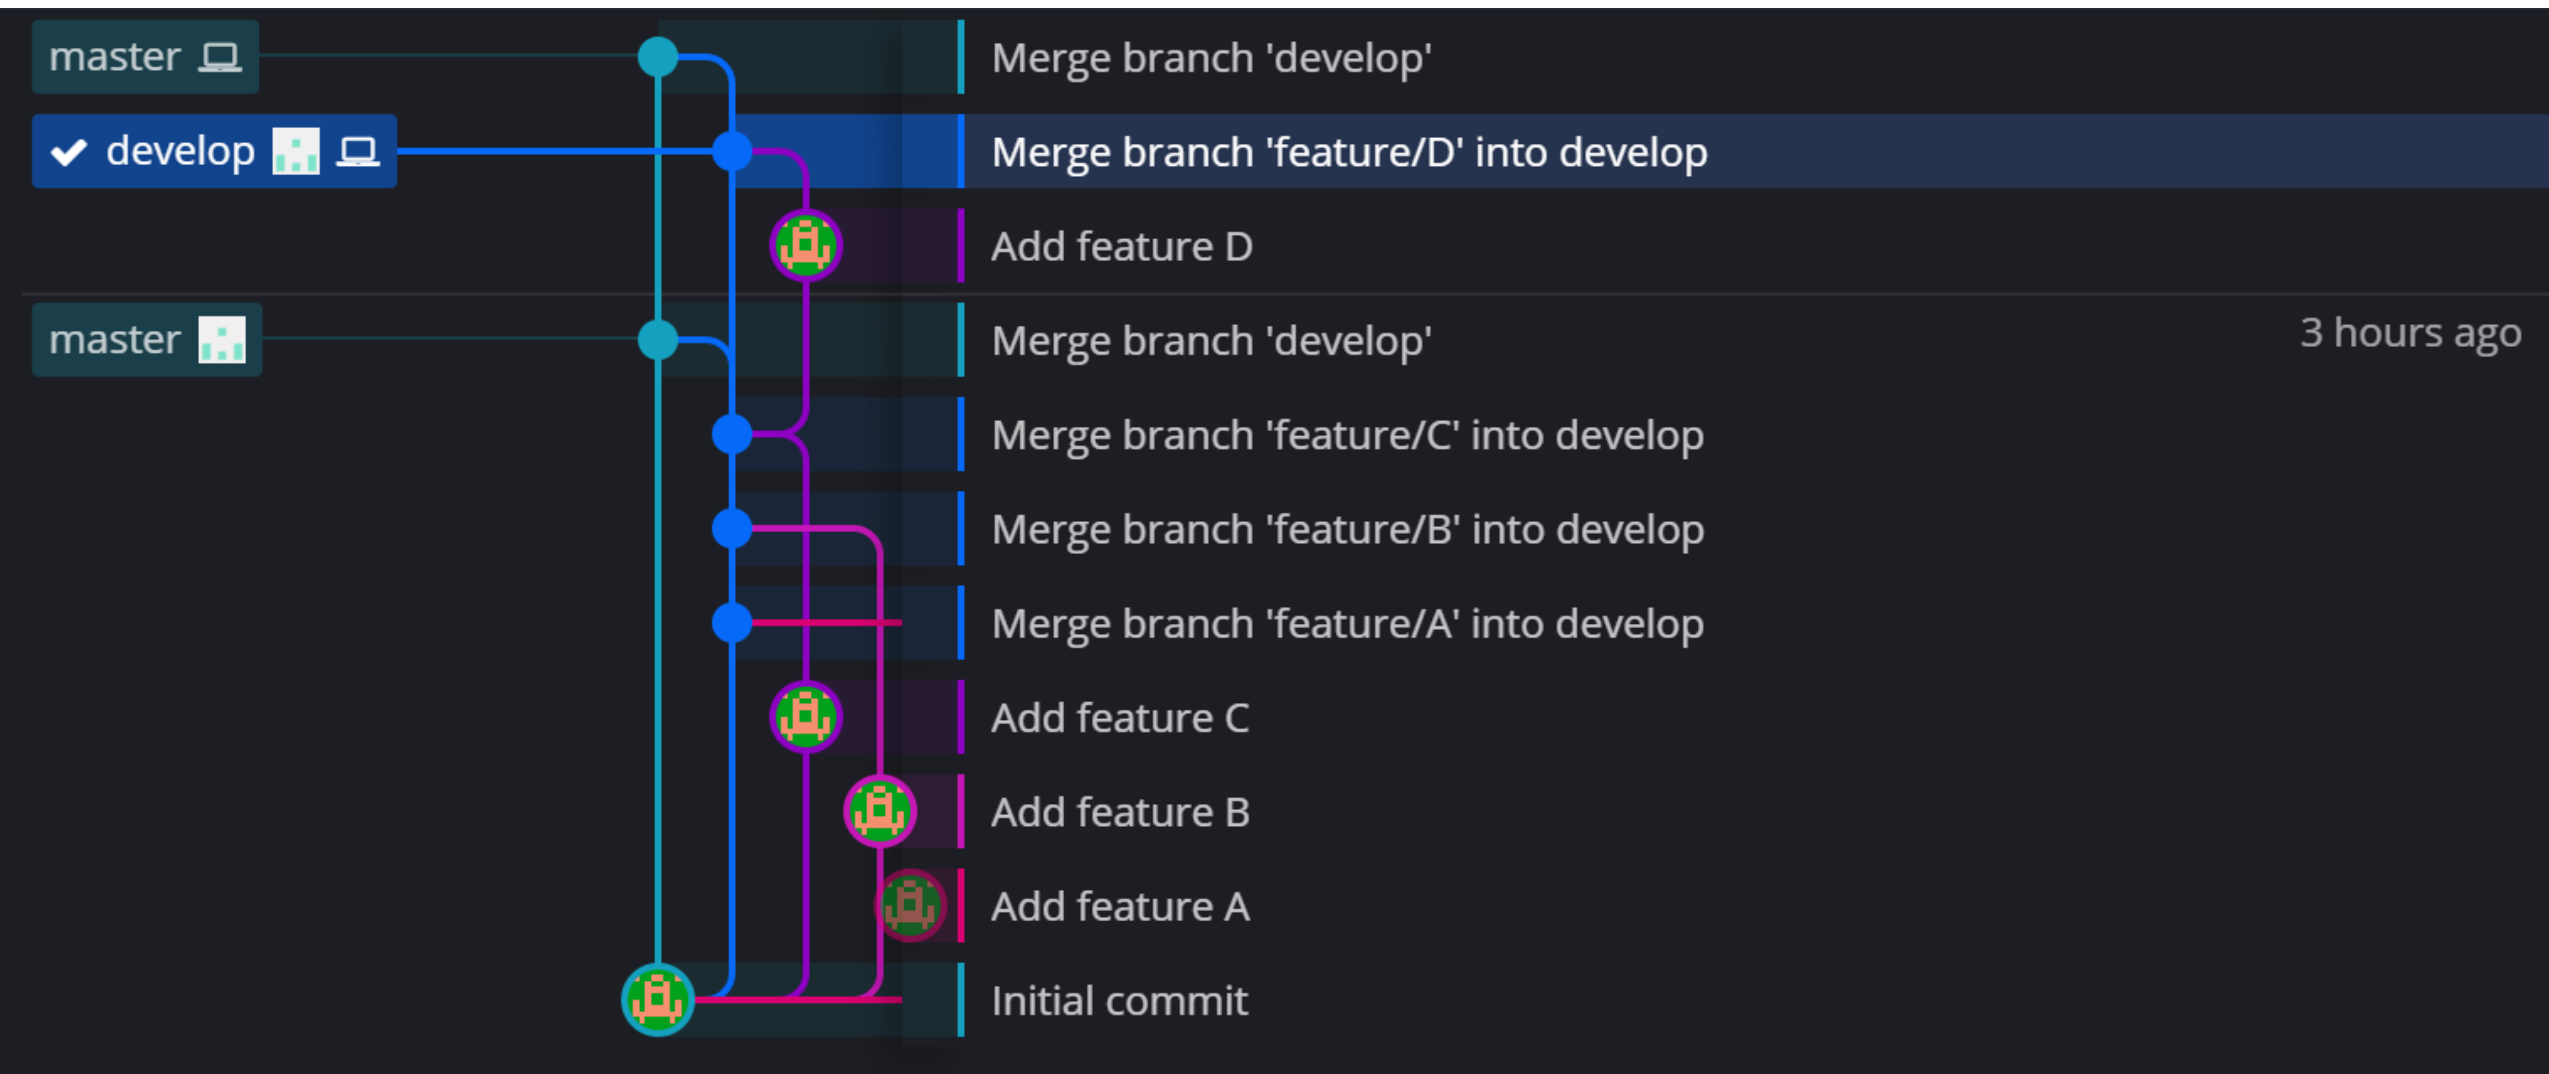 master Merge branch 'develop'
develop Merge branch 'feature/D' into develop
Add feature D
master Merge branch 'develop' 3 hours ago
Merge branch 'feature/C' into develop
Merge branch 'feature/B' into develop
Merge branch 'feature/A' into develop
Add feature C
Add feature B
Add feature A
Initial commit